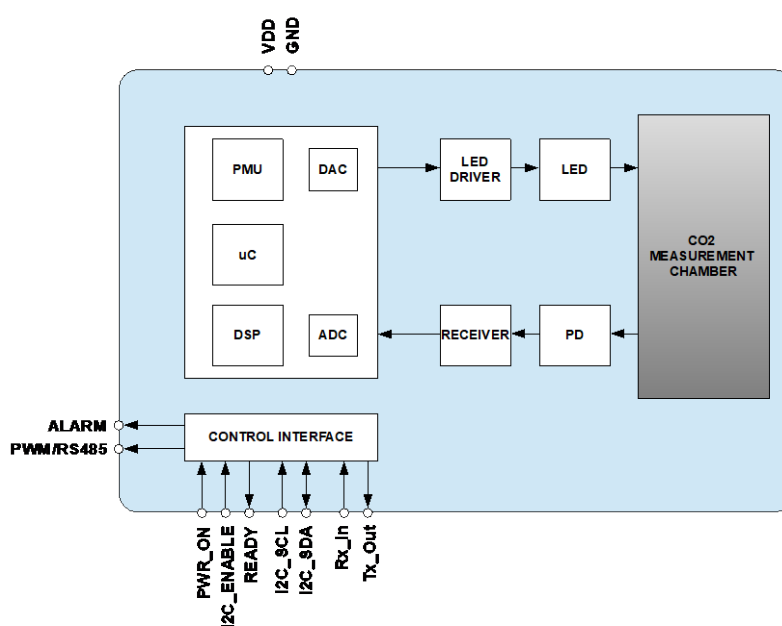 VDD
GND
PMU
DAC
LED
DRIVER
LED
CO2
MEASUREMENT
CHAMBER
uC
DSP
ADC
RECEIVER
PD
ALARM
PWM/RS485
CONTROL INTERFACE
PWR_ON
I2C_ENABLE
READY
I2C_SCL
I2C_SDA
Rx_In
Tx_Out